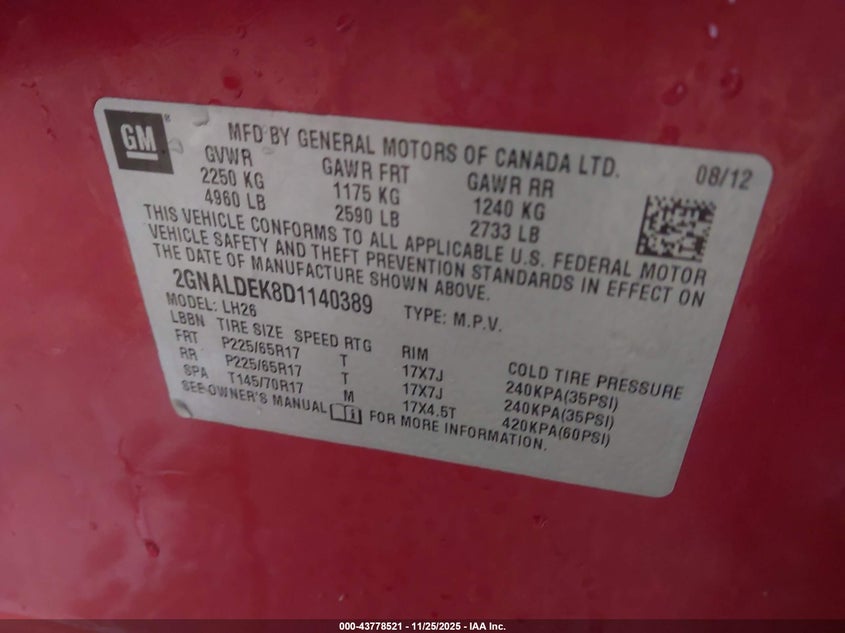 GM ® MFD BY GENERAL MOTORS OF CANADA LTD. 08/12
GVWR GAWR FRT GAWR RR
2250 KG 1175 KG 1240 KG
4960 LB 2590 LB 2733 LB
THIS VEHICLE CONFORMS TO ALL APPLICABLE U.S. FEDERAL MOTOR
VEHICLE SAFETY AND THEFT PREVENTION STANDARDS IN EFFECT ON
THE DATE OF MANUFACTURE SHOWN ABOVE.
2GNALDEK8D1140389 TYPE: M.P.V.
MODEL: LH26
LBBN TIRE SIZE SPEED RTG RIM COLD TIRE PRESSURE
FRT P225/65R17 T 17X7J 240KPA(35PSI)
RR P225/65R17 T 17X7J 240KPA(35PSI)
SPA T145/70R17 M 17X4.5T 420KPA(60PSI)
SEE OWNER'S MANUAL FOR MORE INFORMATION.
000-43778521 - 11/25/2025 - IAA Inc.